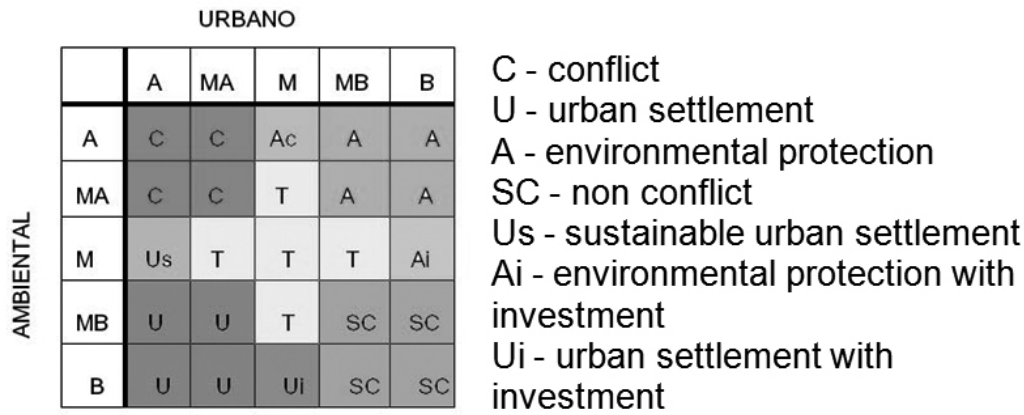 URBANO
A MA M MB B
A C C Ac A A
MA C C T A A
M Us T T T Ai
MB U U T SC SC
B U U Ui SC SC
AMBIENTAL
C - conflict
U - urban settlement
A - environmental protection
SC - non conflict
Us - sustainable urban settlement
Ai - environmental protection with
investment
Ui - urban settlement with
investment